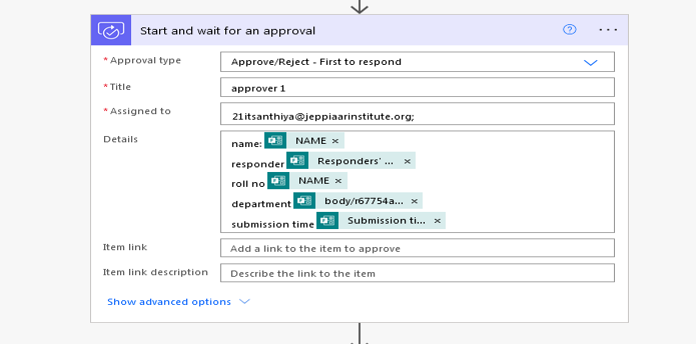 Start and wait for an approval
* Approval type
Approve/Reject - First to respond
* Title
approver 1
* Assigned to
21itsanthiya@jeppiaarinstitute.org;
Details
name: NAME ×
responder Responders' ... ×
roll no NAME ×
department body/r67754a... ×
submission time Submission ti... ×
Item link
Add a link to the item to approve
Item link description
Describe the link to the item
Show advanced options